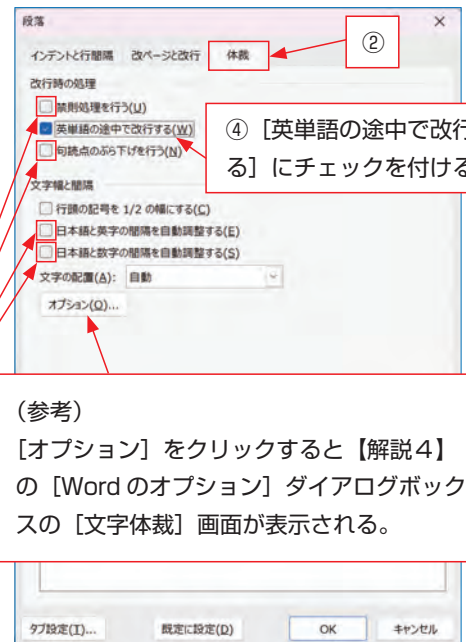 段落
×
インデントと行間隔 改ページと改行 体裁
②
改行時の処理
禁則処理を行う(U)
英単語の途中で改行する(W)
句読点のぶら下げを行う(N)
④［英単語の途中で改行
る］にチェックを付ける
文字幅と間隔
行頭の記号を 1/2 の幅にする(C)
日本語と英字の間隔を自動調整する(E)
日本語と数字の間隔を自動調整する(S)
文字の配置(A): 自動
オプション(O)...
（参考）
［オプション］をクリックすると【解説４】
の［Word のオプション］ダイアログボック
スの［文字体裁］画面が表示される。
タブ設定(T)... 既定に設定(D) OK キャンセル